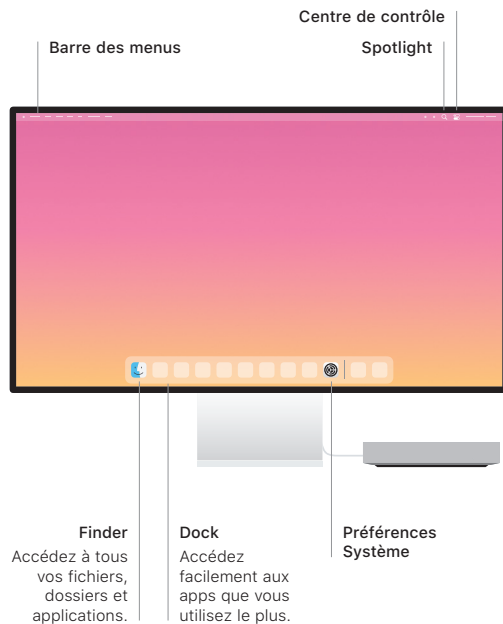 Centre de contrôle
Barre des menus
Spotlight
Finder
Accédez à tous
vos fichiers,
dossiers et
applications.
Dock
Accédez
facilement aux
apps que vous
utilisez le plus.
Préférences
Système